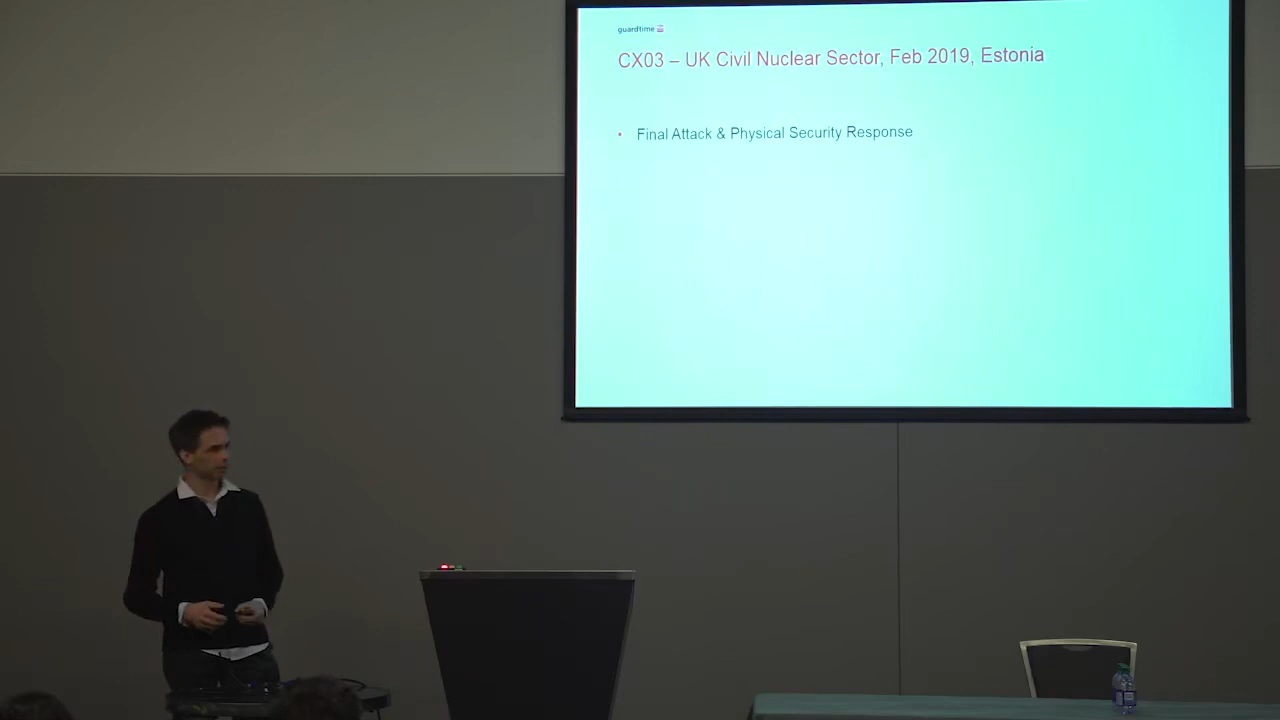 guardtime
CX03 – UK Civil Nuclear Sector, Feb 2019, Estonia
• Final Attack & Physical Security Response